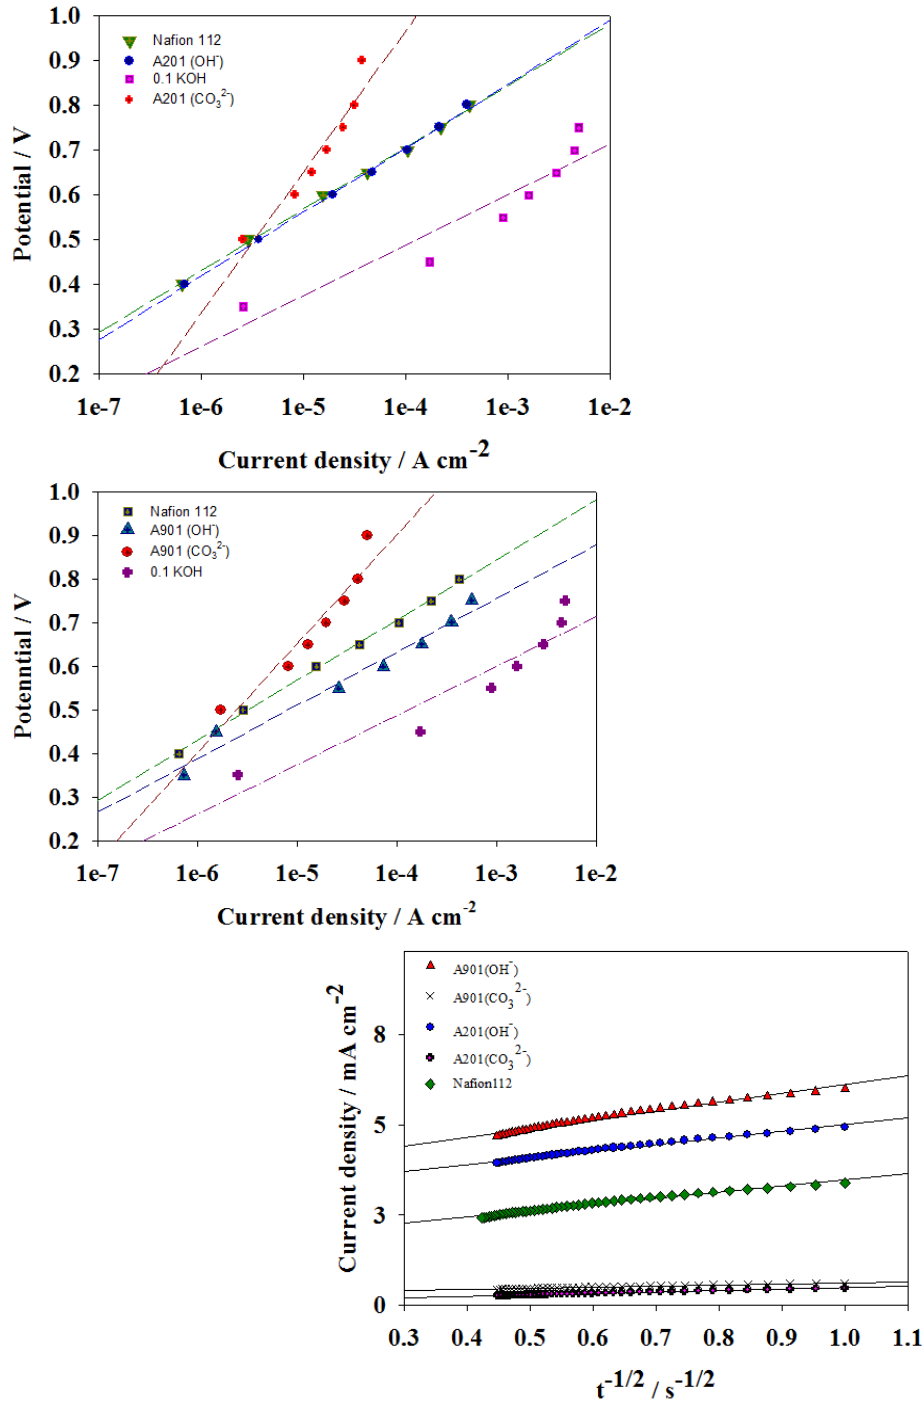 1.0
0.9
0.8
0.7
0.6
0.5
0.4
0.3
0.2
Potential / V
Nafion 112
A201 (OH⁻)
0.1 KOH
A201 (CO₃²⁻)
1e-7 1e-6 1e-5 1e-4 1e-3 1e-2
Current density / A cm⁻²
1.0
0.9
0.8
0.7
0.6
0.5
0.4
0.3
0.2
Potenntial / V
Nafion 112
A901 (OH⁻)
A901 (CO₃²⁻)
0.1 KOH
1e-7 1e-6 1e-5 1e-4 1e-3 1e-2
Current density / A cm⁻²
8
5
3
0
Current density / mA cm⁻²
A901(OH⁻)
A901(CO₃²⁻)
A201(OH⁻)
A201(CO₃²⁻)
Nafion112
0.3 0.4 0.5 0.6 0.7 0.8 0.9 1.0 1.1
t⁻¹/² / s⁻¹/²